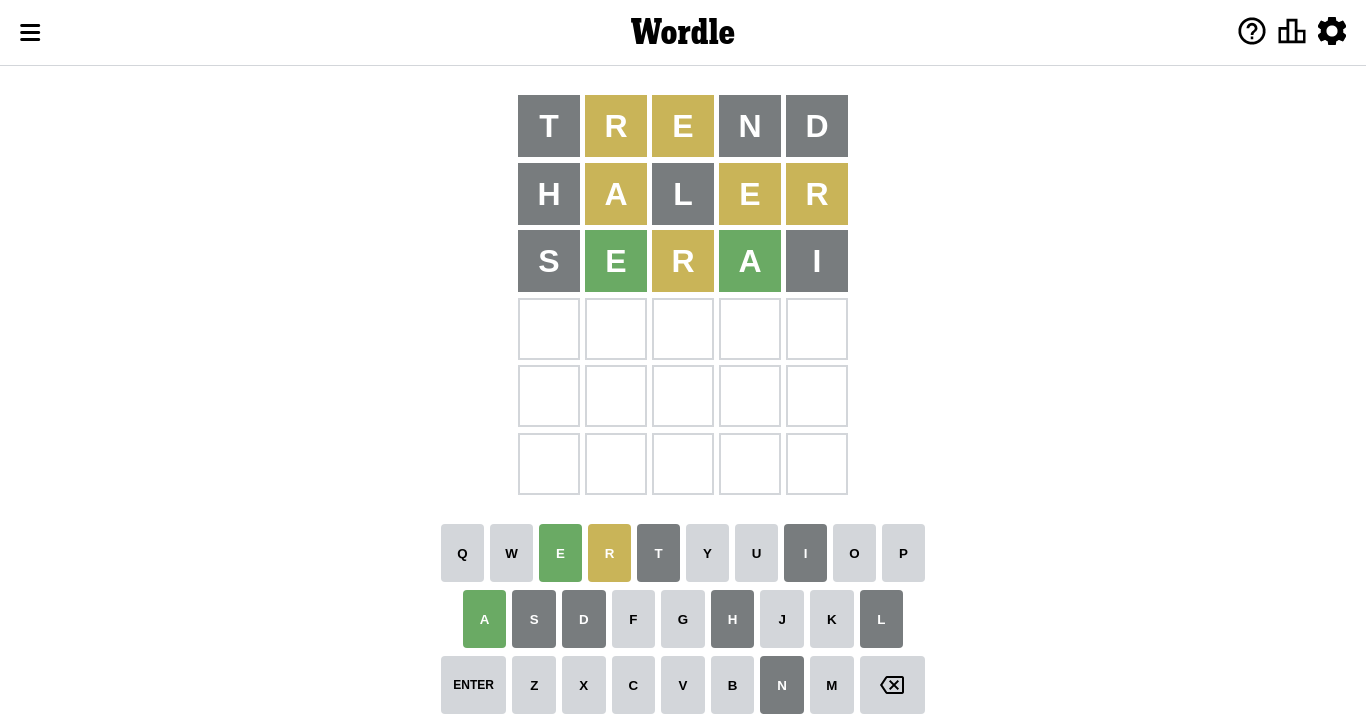 Wordle
T R E N D
H A L E R
S E R A I
Q W E R T Y U I O P
A S D F G H J K L
ENTER Z X C V B N M